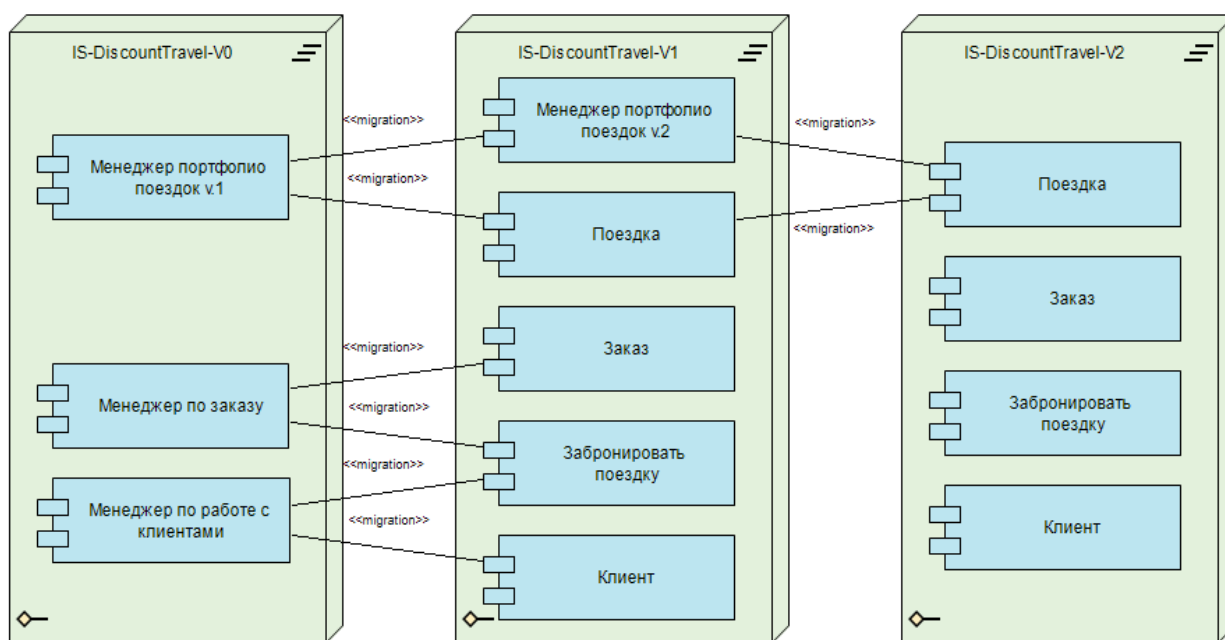 IS-DiscountTravel-V0
Менеджер портфолио
поездок v.1
Менеджер по заказу
Менеджер по работе с
клиентами
<<migration>>
<<migration>>
<<migration>>
<<migration>>
<<migration>>
<<migration>>
IS-DiscountTravel-V1
Менеджер портфолио
поездок v.2
Поездка
Заказ
Забронировать
поездку
Клиент
<<migration>>
<<migration>>
IS-DiscountTravel-V2
Поездка
Заказ
Забронировать
поездку
Клиент